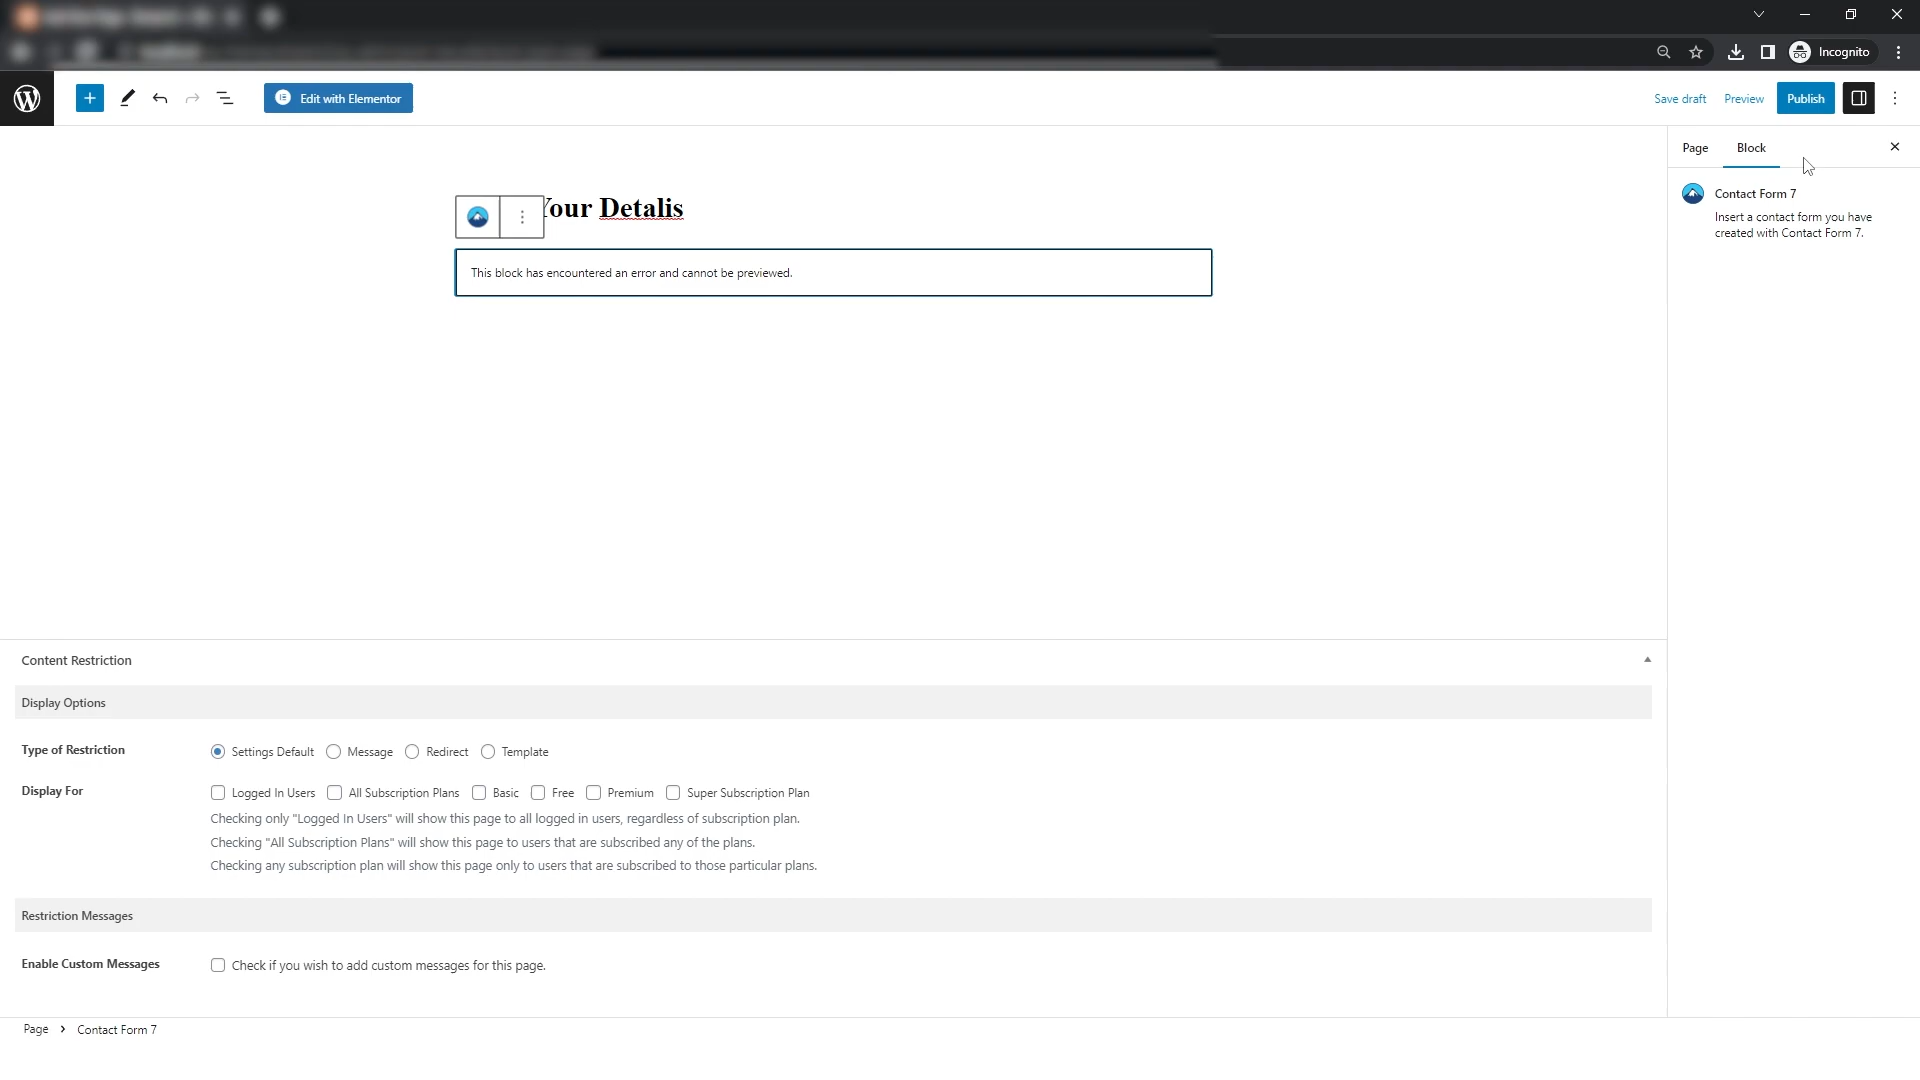 Incognito
Edit with Elementor
Save draft
Preview
Publish
Page
Block
Contact Form 7
Insert a contact form you have
created with Contact Form 7.
Your Detalis
This block has encountered an error and cannot be previewed.
Content Restriction
Display Options
Type of Restriction
Settings Default
Message
Redirect
Template
Display For
Logged In Users
All Subscription Plans
Basic
Free
Premium
Super Subscription Plan
Checking only "Logged In Users" will show this page to all logged in users, regardless of subscription plan.
Checking "All Subscription Plans" will show this page to users that are subscribed any of the plans.
Checking any subscription plan will show this page only to users that are subscribed to those particular plans.
Restriction Messages
Enable Custom Messages
Check if you wish to add custom messages for this page.
Page › Contact Form 7